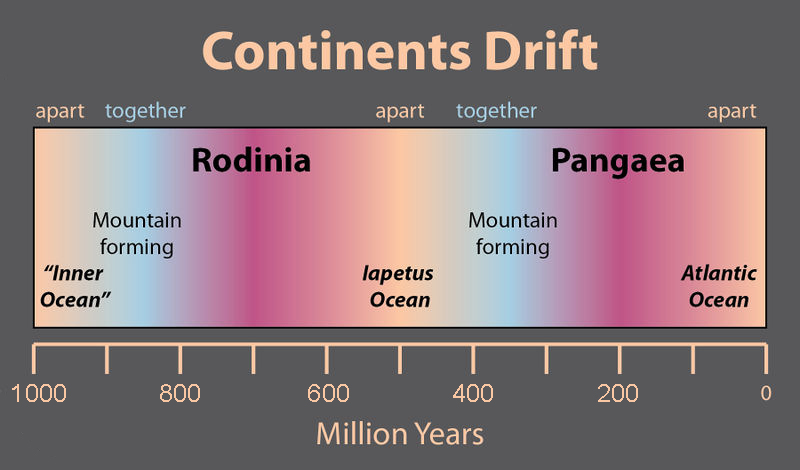 Continents Drift
apart together apart together apart
Rodinia Pangaea
Mountain
forming
Mountain
forming
“Inner
Ocean”
Iapetus
Ocean
Atlantic
Ocean
1000 800 600 400 200 0
Million Years